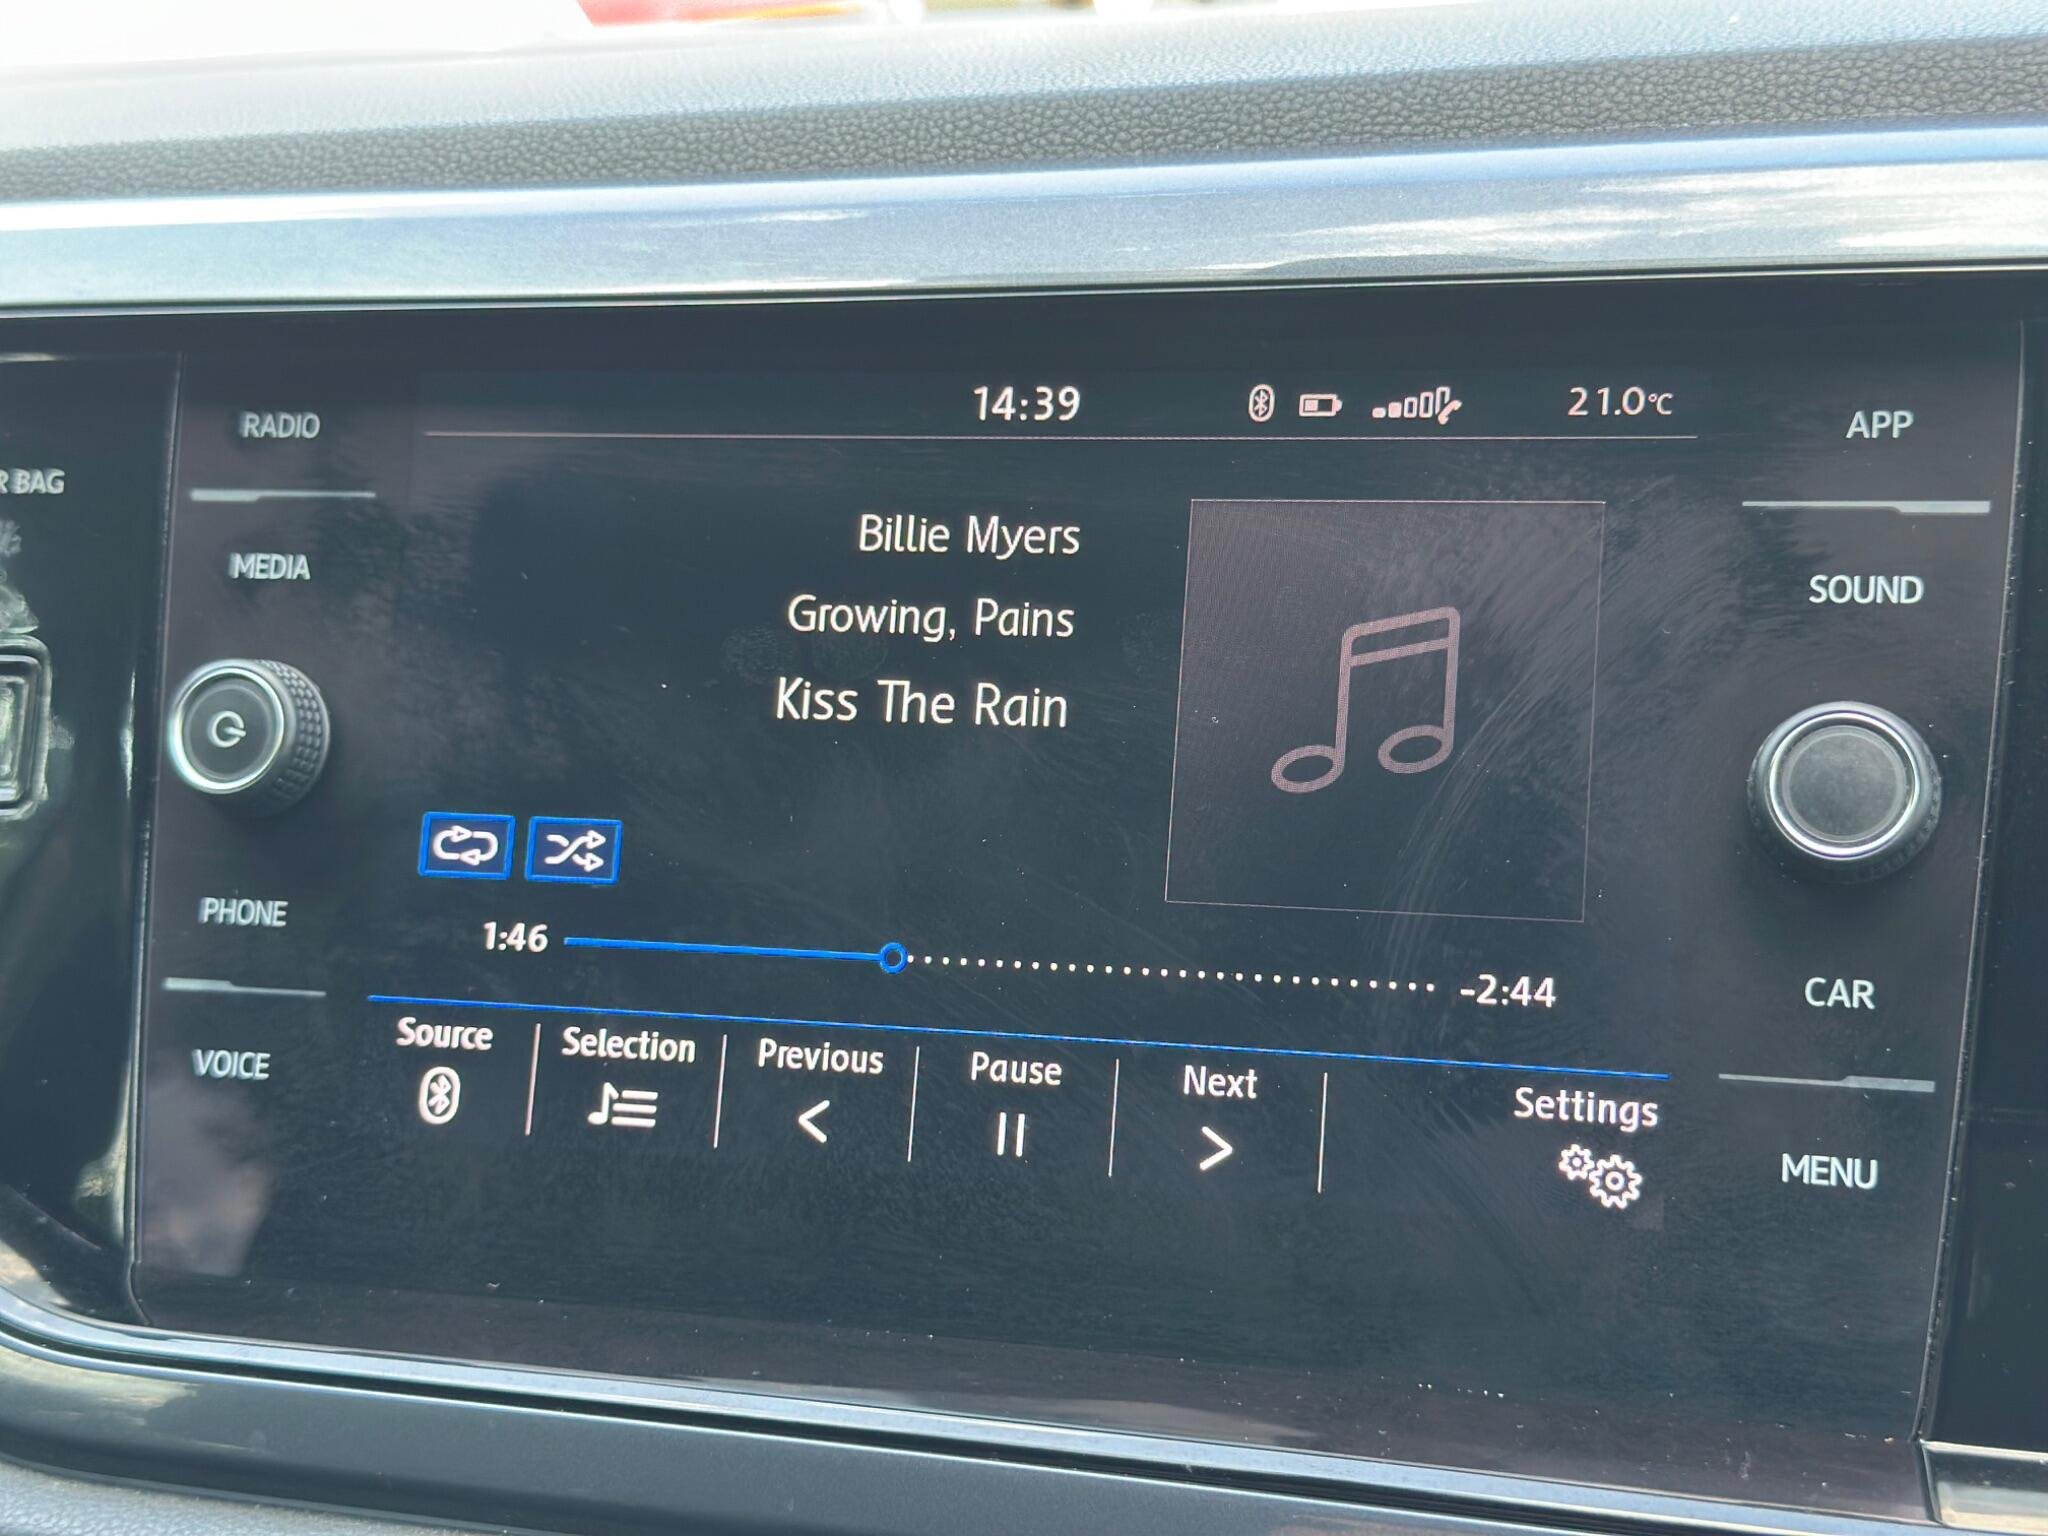 14:39
21.0°C
RADIO
APP
R BAG
Billie Myers
MEDIA
SOUND
Growing, Pains
Kiss The Rain
PHONE
1:46
-2:44
CAR
VOICE
Source
Selection
Previous
Pause
Next
Settings
MENU